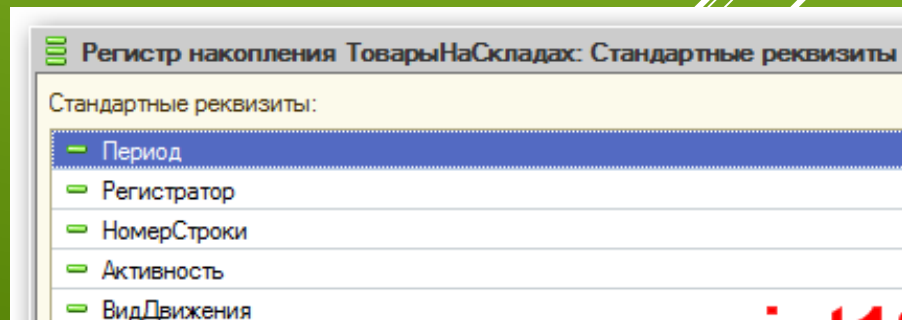 Регистр накопления ТоварыНаСкладах: Стандартные реквизиты
Стандартные реквизиты:
Период
Регистратор
НомерСтроки
Активность
ВидДвижения